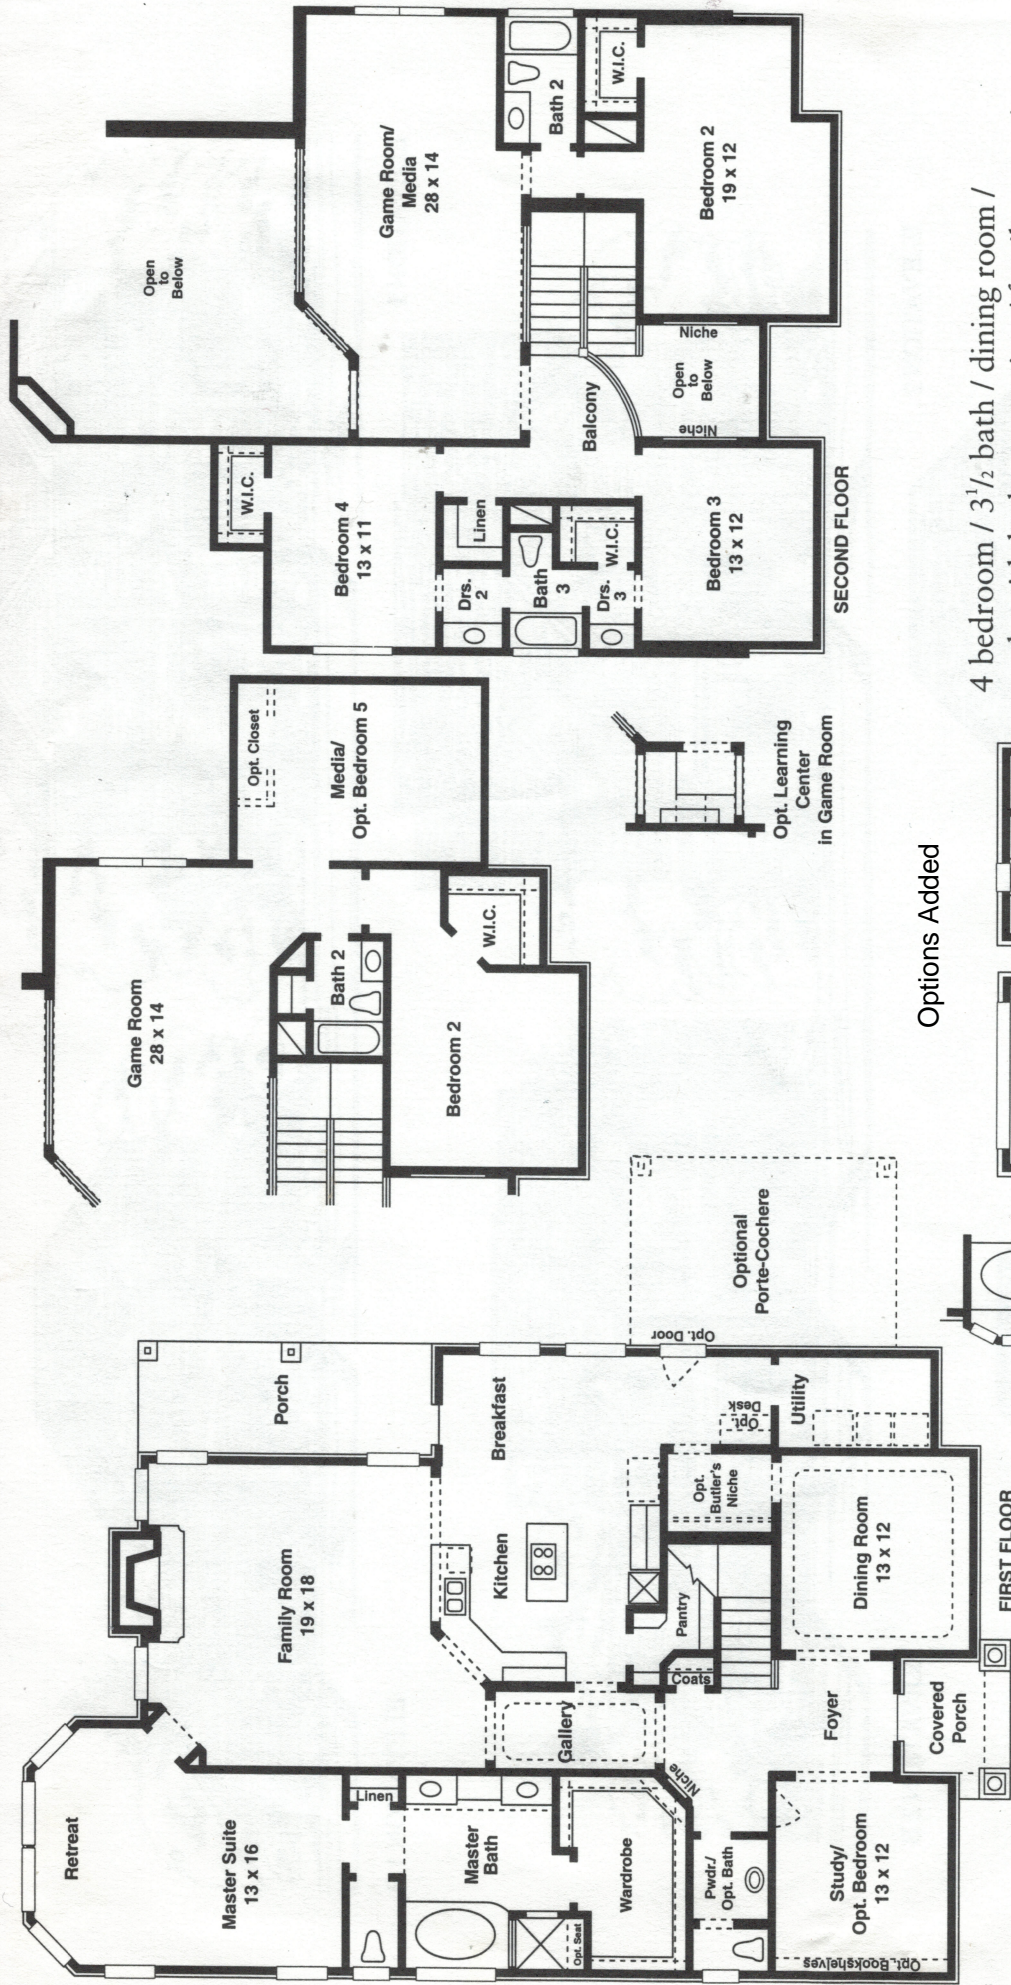 Retreat
Master Suite
13 x 16
Linen
Master
Bath
Opt. Seat
Wardrobe
Pwdr./
Opt. Bath
Study/
Opt. Bedroom
13 x 12
Opt. Bookshelves
Family Room
19 x 18
Porch
Gallery
Niche
Kitchen
Breakfast
Coats
Pantry
Opt.
Butler's
Niche
Opt.
Desk
Utility
Opt. Door
Optional
Porte-Cochere
Foyer
Dining Room
13 x 12
Covered
Porch
FIRST FLOOR
Game Room
28 x 14
Bath 2
Bedroom 2
W.I.C.
Opt. Closet
Media/
Opt. Bedroom 5
Opt. Learning
Center
in Game Room
Options Added
Open
to
Below
Game Room/
Media
28 x 14
Bath 2
W.I.C.
Bedroom 2
19 x 12
W.I.C.
Bedroom 4
13 x 11
Linen
Drs.
2
Bath
3
W.I.C.
Drs.
3
Balcony
Niche
Open
to
Below
Niche
Bedroom 3
13 x 12
SECOND FLOOR
4 bedroom / 3 1/2 bath / dining room /